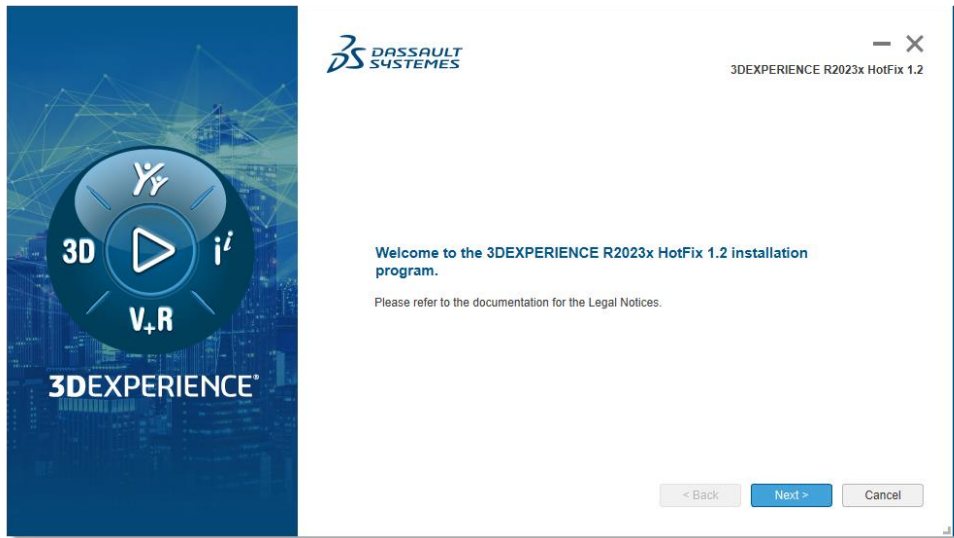 DASSAULT
SYSTEMES
3DEXPERIENCE R2023x HotFix 1.2
3D
i i
V+R
3DEXPERIENCE®
Welcome to the 3DEXPERIENCE R2023x HotFix 1.2 installation
program.
Please refer to the documentation for the Legal Notices.
< Back
Next >
Cancel